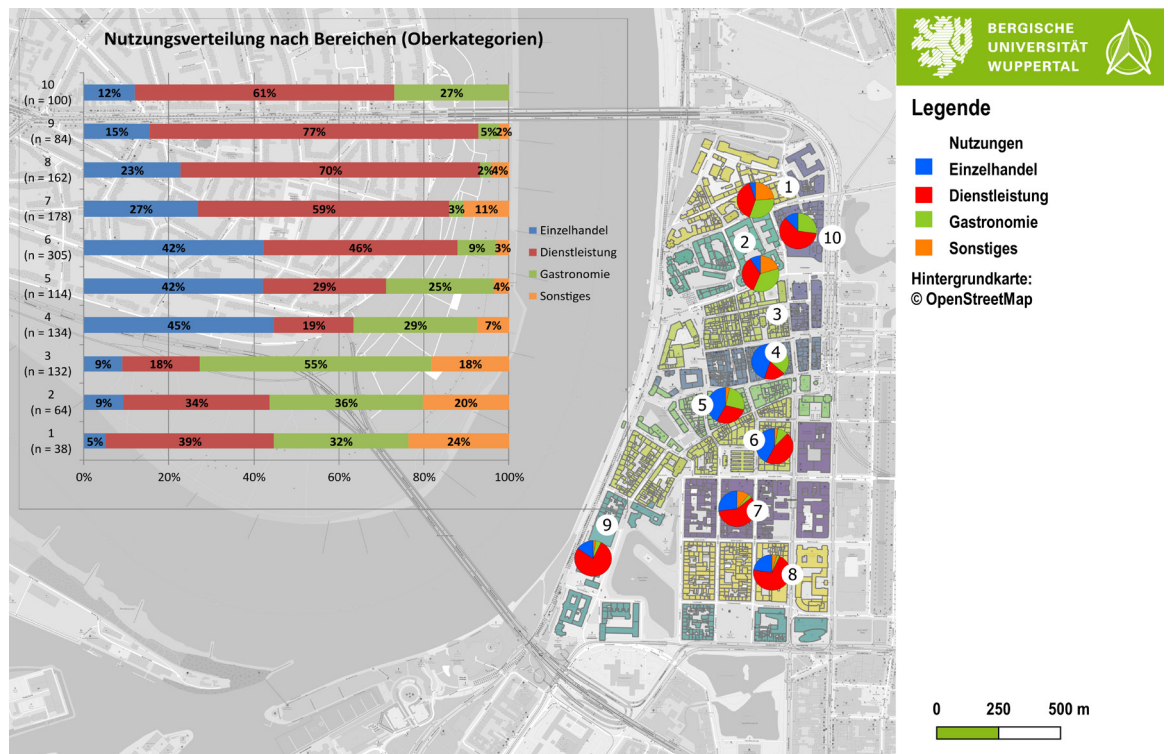 Nutzungsverteilung nach Bereichen (Oberkategorien)
10
(n = 100)
12% 61% 27%
9
(n = 84)
15% 77% 5% 2%
8
(n = 162)
23% 70% 2% 4%
7
(n = 178)
27% 59% 3% 11%
6
(n = 305)
42% 46% 9% 3%
5
(n = 114)
42% 29% 25% 4%
4
(n = 134)
45% 19% 29% 7%
3
(n = 132)
9% 18% 55% 18%
2
(n = 64)
9% 34% 36% 20%
1
(n = 38)
5% 39% 32% 24%
0% 20% 40% 60% 80% 100%
Einzelhandel
Dienstleistung
Gastronomie
Sonstiges
1
10
2
3
4
5
6
7
9
8
BERGISCHE
UNIVERSITÄT
WUPPERTAL
Legende
Nutzungen
Einzelhandel
Dienstleistung
Gastronomie
Sonstiges
Hintergrundkarte:
© OpenStreetMap
0 250 500 m